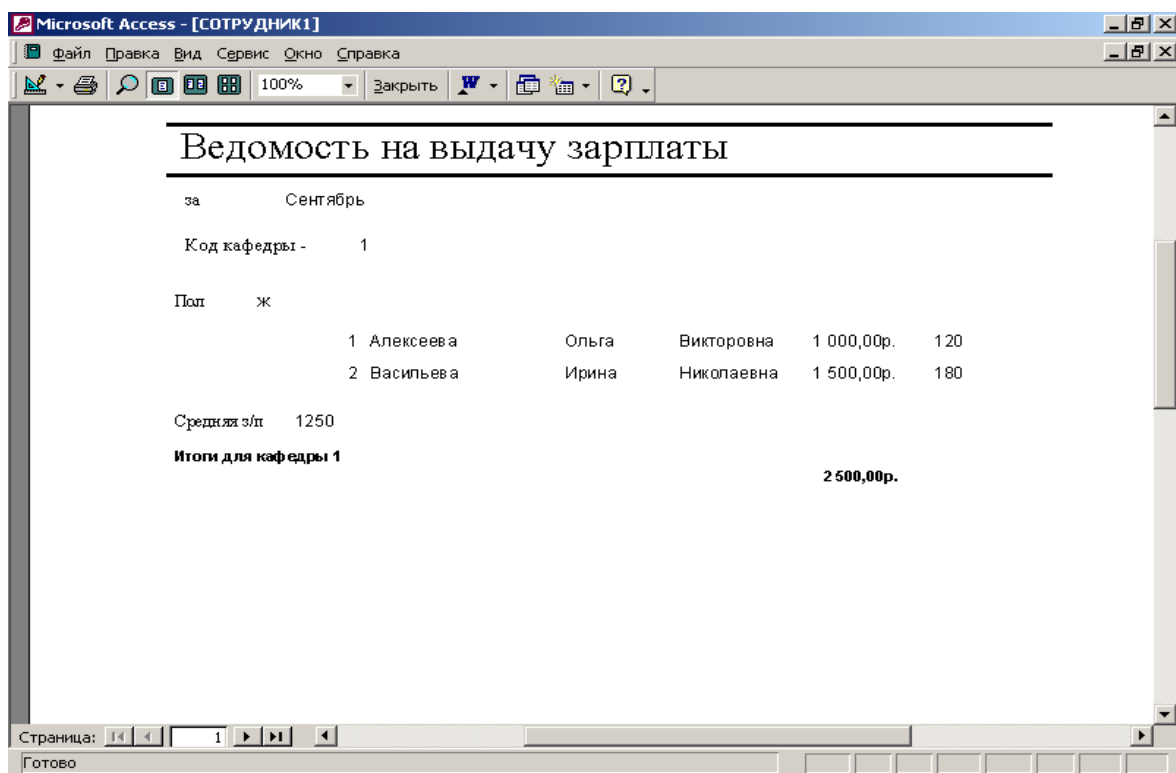 Microsoft Access - [СОТРУДНИК1]
Файл Правка Вид Сервис Окно Справка
100% Закрыть
Ведомость на выдачу зарплаты
за Сентябрь
Код кафедры - 1
Пол ж
1 Алексеева Ольга Викторовна 1 000,00р. 120
2 Васильева Ирина Николаевна 1 500,00р. 180
Средняя з/п 1250
Итоги для кафедры 1
2 500,00р.
Страница: 1
Готово